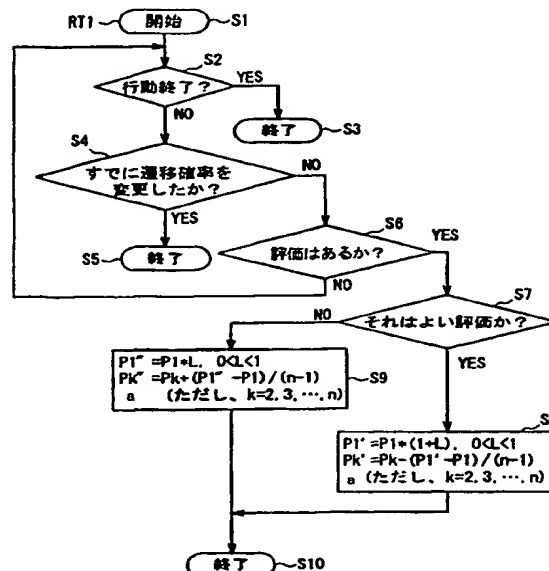 RT1 開始 S1
S2
行動終了? YES
NO
終了 S3
S4
すでに遷移確率を
変更したか?
NO
YES
S5 終了
S6
評価はあるか? YES
NO
S7
それはよい評価か?
NO
YES
P1"=P1*L, 0<L<1
Pk"=Pk+(P1"-P1)/(n-1)
a (ただし、k=2, 3, …, n)
S9
S
P1'=P1*(1+L), 0<L<1
Pk'=Pk-(P1'-P1)/(n-1)
a (ただし、k=2, 3, …, n)
終了 S10